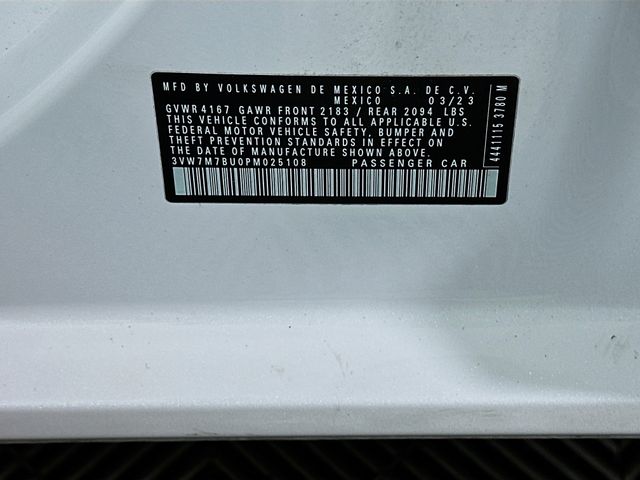 MFD BY VOLKSWAGEN DE MEXICO S.A. DE C.V.
MEXICO 03/23
GVWR 4167 GAWR FRONT 2183 / REAR 2094 LBS
THIS VEHICLE CONFORMS TO ALL APPLICABLE U.S.
FEDERAL MOTOR VEHICLE SAFETY, BUMPER AND
THEFT PREVENTION STANDARDS IN EFFECT ON
THE DATE OF MANUFACTURE SHOWN ABOVE
3VW7M7BU0PM025108 PASSENGER CAR
4441115 3780 M